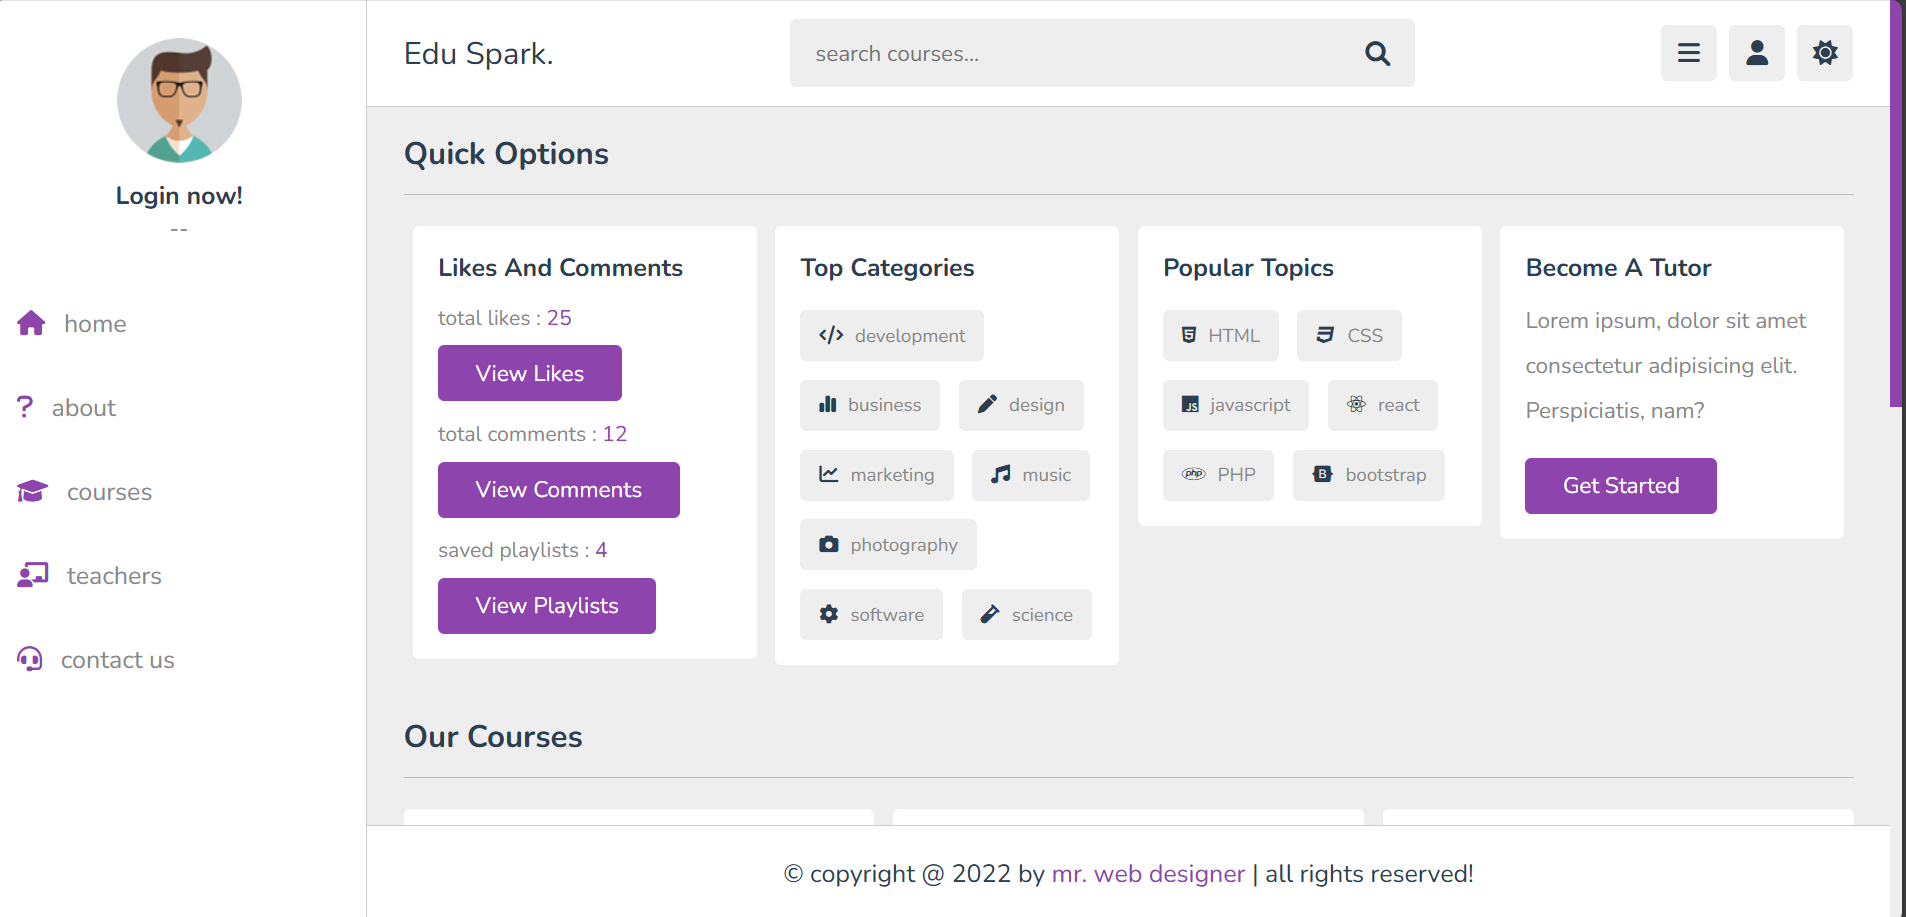 Edu Spark.
search courses...
Login now!
--
home
about
courses
teachers
contact us
Quick Options
Likes And Comments
total likes : 25
View Likes
total comments : 12
View Comments
saved playlists : 4
View Playlists
Top Categories
development
business design
marketing music
photography
software science
Popular Topics
HTML CSS
JS javascript react
php PHP B bootstrap
Become A Tutor
Lorem ipsum, dolor sit amet
consectetur adipisicing elit.
Perspiciatis, nam?
Get Started
Our Courses
© copyright @ 2022 by mr. web designer | all rights reserved!